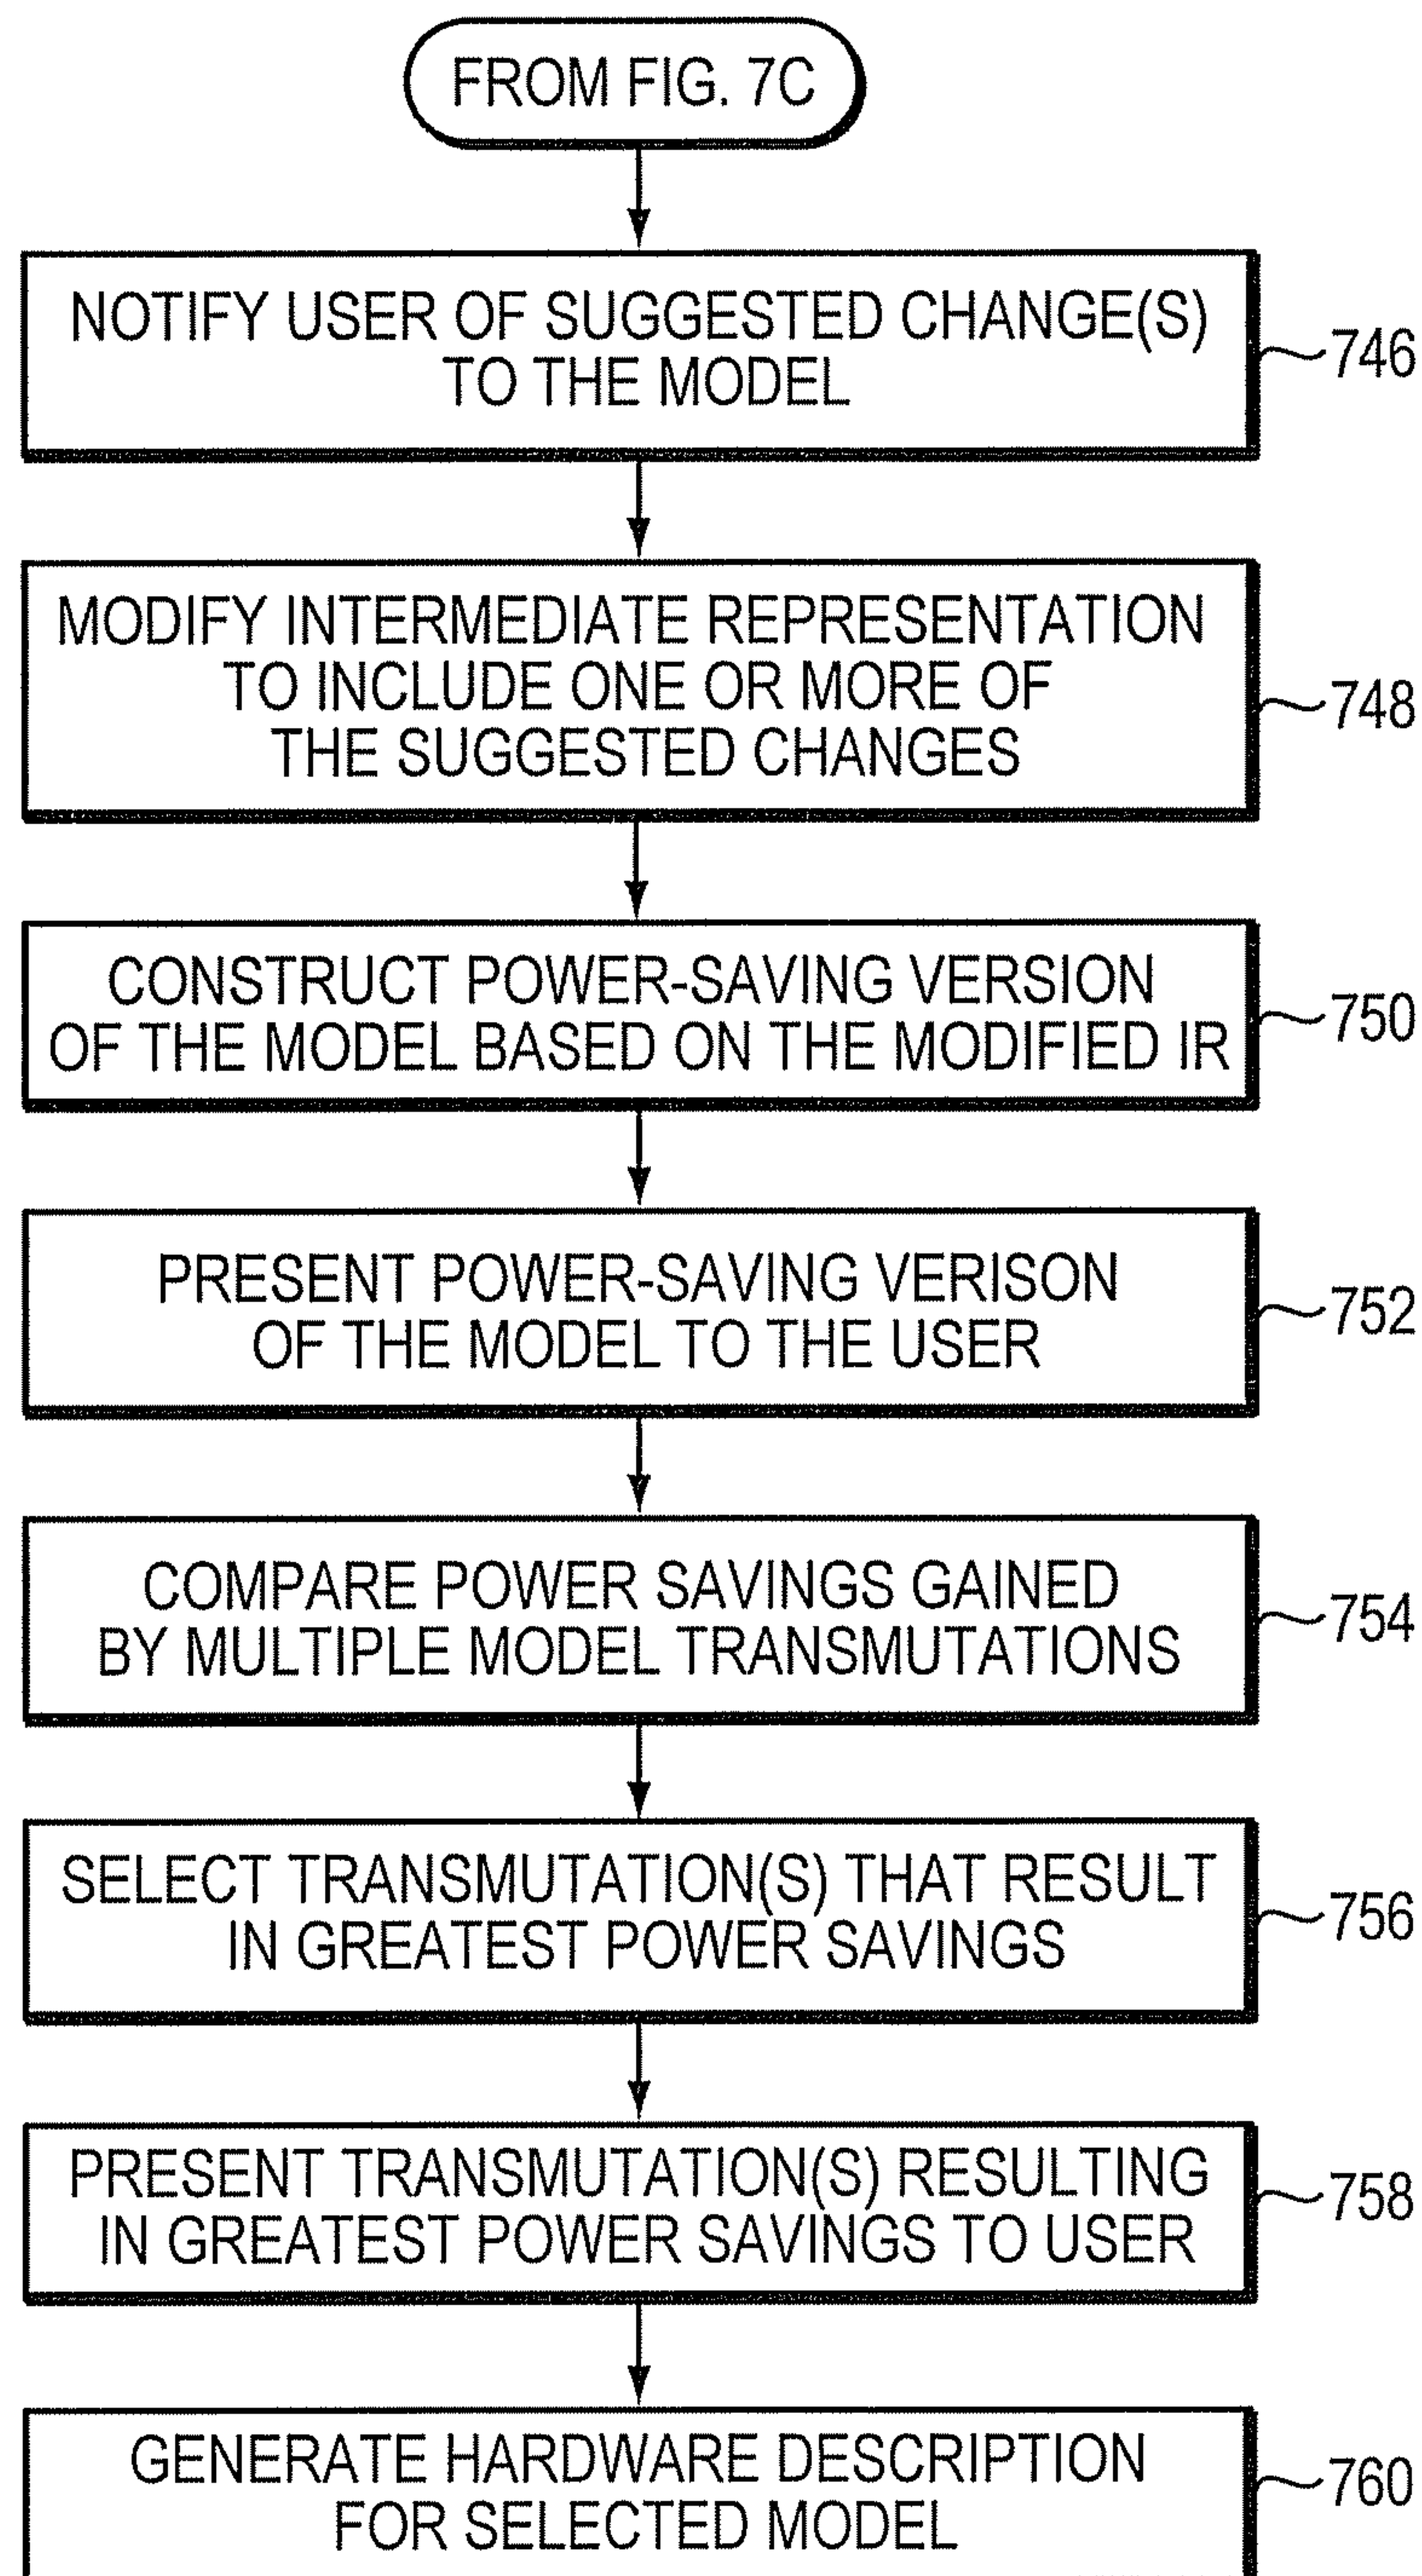 FROM FIG. 7C
NOTIFY USER OF SUGGESTED CHANGE(S)
TO THE MODEL
746
MODIFY INTERMEDIATE REPRESENTATION
TO INCLUDE ONE OR MORE OF
THE SUGGESTED CHANGES
748
CONSTRUCT POWER-SAVING VERSION
OF THE MODEL BASED ON THE MODIFIED IR
750
PRESENT POWER-SAVING VERISON
OF THE MODEL TO THE USER
752
COMPARE POWER SAVINGS GAINED
BY MULTIPLE MODEL TRANSMUTATIONS
754
SELECT TRANSMUTATION(S) THAT RESULT
IN GREATEST POWER SAVINGS
756
PRESENT TRANSMUTATION(S) RESULTING
IN GREATEST POWER SAVINGS TO USER
758
GENERATE HARDWARE DESCRIPTION
FOR SELECTED MODEL
760